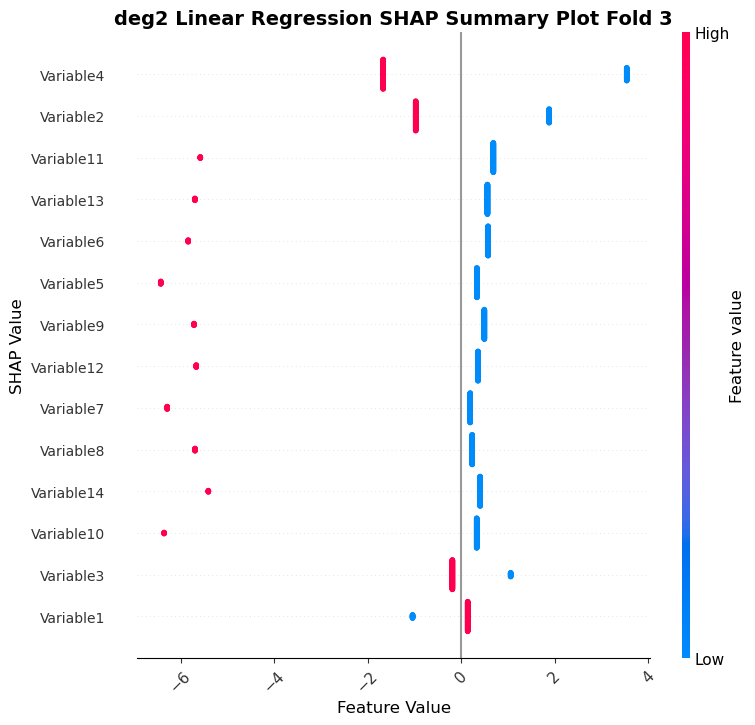 deg2 Linear Regression SHAP Summary Plot Fold 3
High
Variable4
Variable2
Variable11
Variable13
Variable6
Variable5
Variable9
Variable12
Variable7
Variable8
Variable14
Variable10
Variable3
Variable1
SHAP Value
Feature value
Low
−6
−4
−2
0
2
4
Feature Value